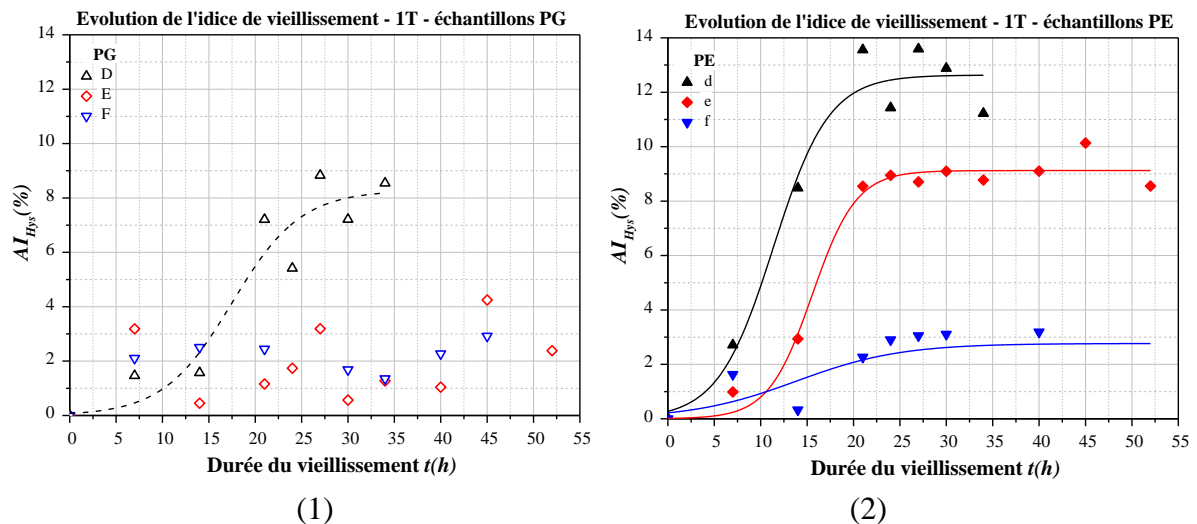 Evolution de l'idice de vieillissement - 1T - échantillons PG
14
12
10
8
6
4
2
0
AI_Hys (%)
PG
D
E
F
0 5 10 15 20 25 30 35 40 45 50 55
Durée du vieillissement t(h)
(1)
Evolution de l'idice de vieillissement - 1T - échantillons PE
14
12
10
8
6
4
2
0
AI_Hys (%)
PE
d
e
f
0 5 10 15 20 25 30 35 40 45 50 55
Durée du vieillissement t(h)
(2)